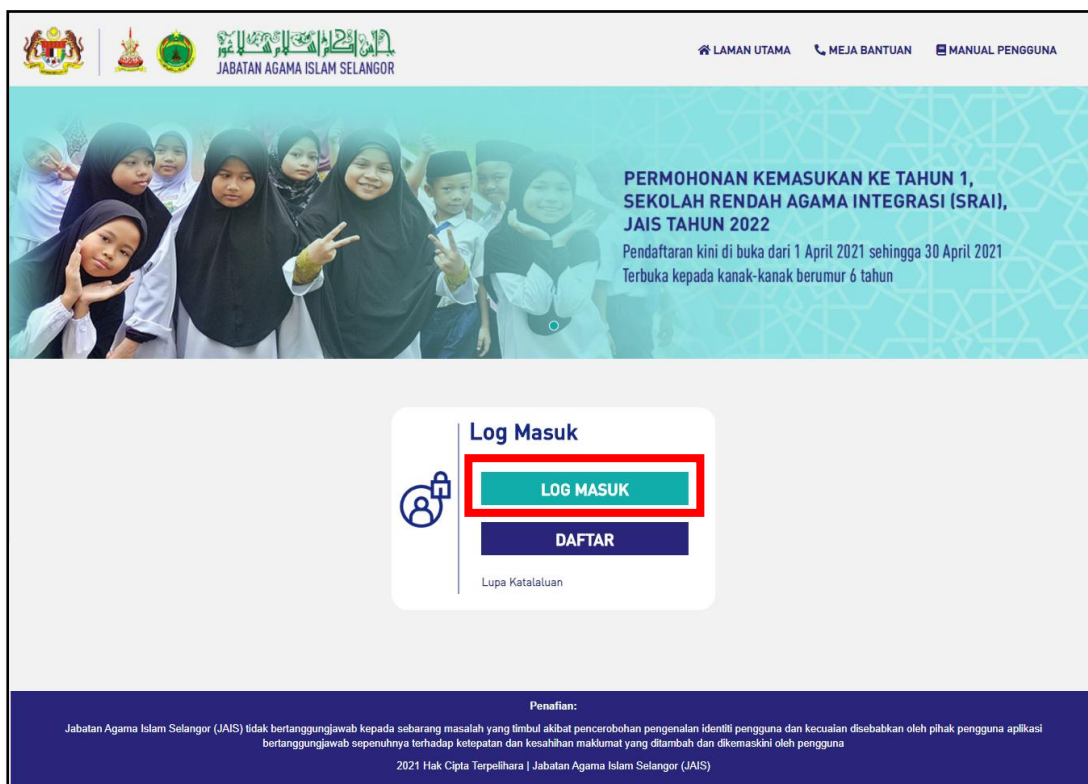 JABATAN AGAMA ISLAM SELANGOR
LAMAN UTAMA
MEJA BANTUAN
MANUAL PENGGUNA
PERMOHONAN KEMASUKAN KE TAHUN 1,
SEKOLAH RENDAH AGAMA INTEGRASI (SRAI),
JAIS TAHUN 2022
Pendaftaran kini di buka dari 1 April 2021 sehingga 30 April 2021
Terbuka kepada kanak-kanak berumur 6 tahun
Log Masuk
LOG MASUK
DAFTAR
Lupa Katalaluan
Penafian:
Jabatan Agama Islam Selangor (JAIS) tidak bertanggungjawab kepada sebarang masalah yang timbul akibat pencerobohan pengenalan identiti pengguna dan kecuaian disebabkan oleh pihak pengguna aplikasi
bertanggungjawab sepenuhnya terhadap ketepatan dan kesahihan maklumat yang ditambah dan dikemaskini oleh pengguna
2021 Hak Cipta Terpelihara | Jabatan Agama Islam Selangor (JAIS)